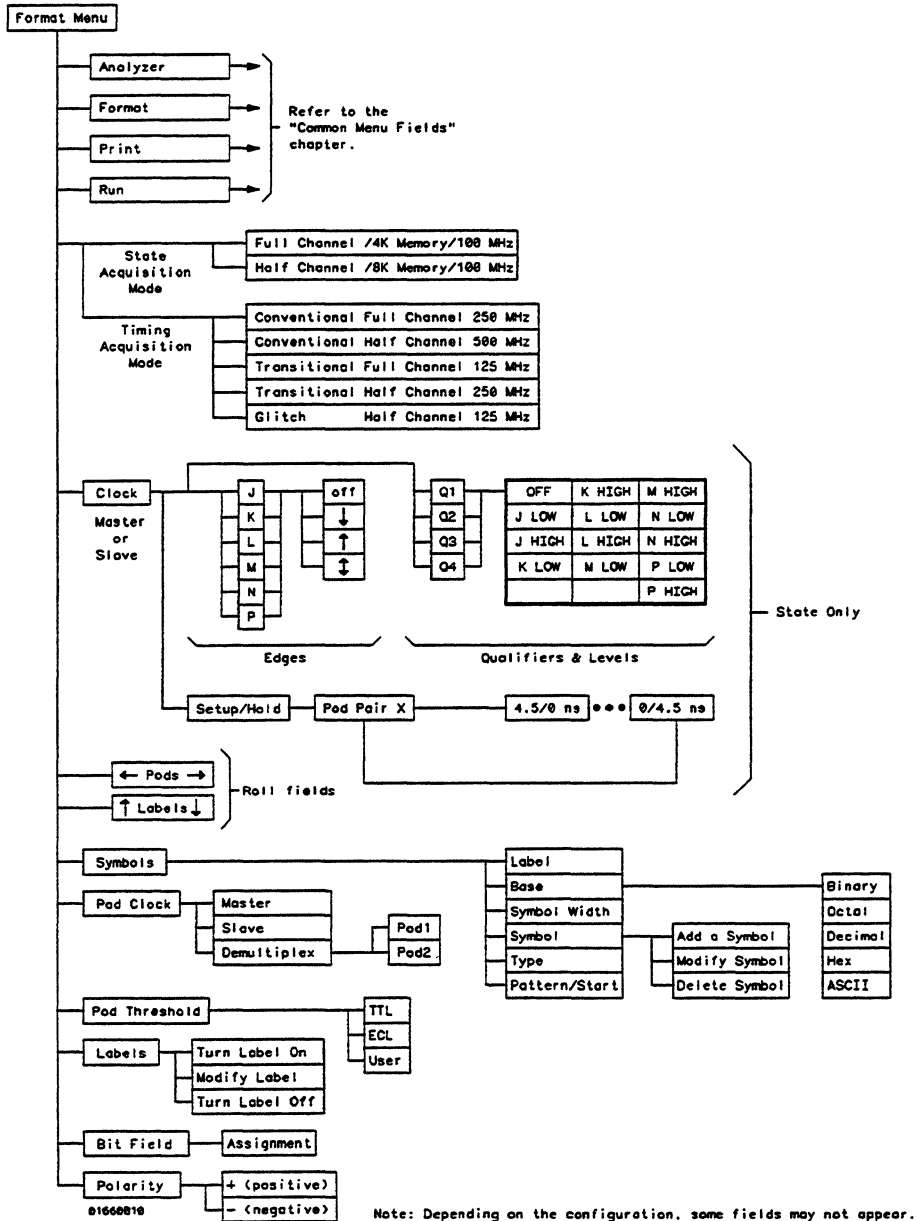 Format Menu
Analyzer
Format
Print
Run
Refer to the
"Common Menu Fields"
chapter.
State
Acquisition
Mode
Full Channel /4K Memory/100 MHz
Half Channel /8K Memory/100 MHz
Timing
Acquisition
Mode
Conventional Full Channel 250 MHz
Conventional Half Channel 500 MHz
Transitional Full Channel 125 MHz
Transitional Half Channel 250 MHz
Glitch Half Channel 125 MHz
Clock
Master
or
Slave
J
K
L
M
N
P
off
↓
↑
↕
Edges
Q1
Q2
Q3
Q4
OFF K HIGH M HIGH
J LOW L LOW N LOW
J HIGH L HIGH N HIGH
K LOW M LOW P LOW
P HIGH
Qualifiers & Levels
State Only
Setup/Hold
Pod Pair X
4.5/0 ns ••• 0/4.5 ns
← Pods →
↑ Labels ↓
Roll fields
Symbols
Label
Base
Symbol Width
Symbol
Type
Pattern/Start
Binary
Octal
Decimal
Hex
ASCII
Add a Symbol
Modify Symbol
Delete Symbol
Pod Clock
Master
Slave
Demultiplex
Pod1
Pod2
Pod Threshold
TTL
ECL
User
Labels
Turn Label On
Modify Label
Turn Label Off
Bit Field
Assignment
Polarity
+ (positive)
- (negative)
01660B10
Note: Depending on the configuration, some fields may not appear.